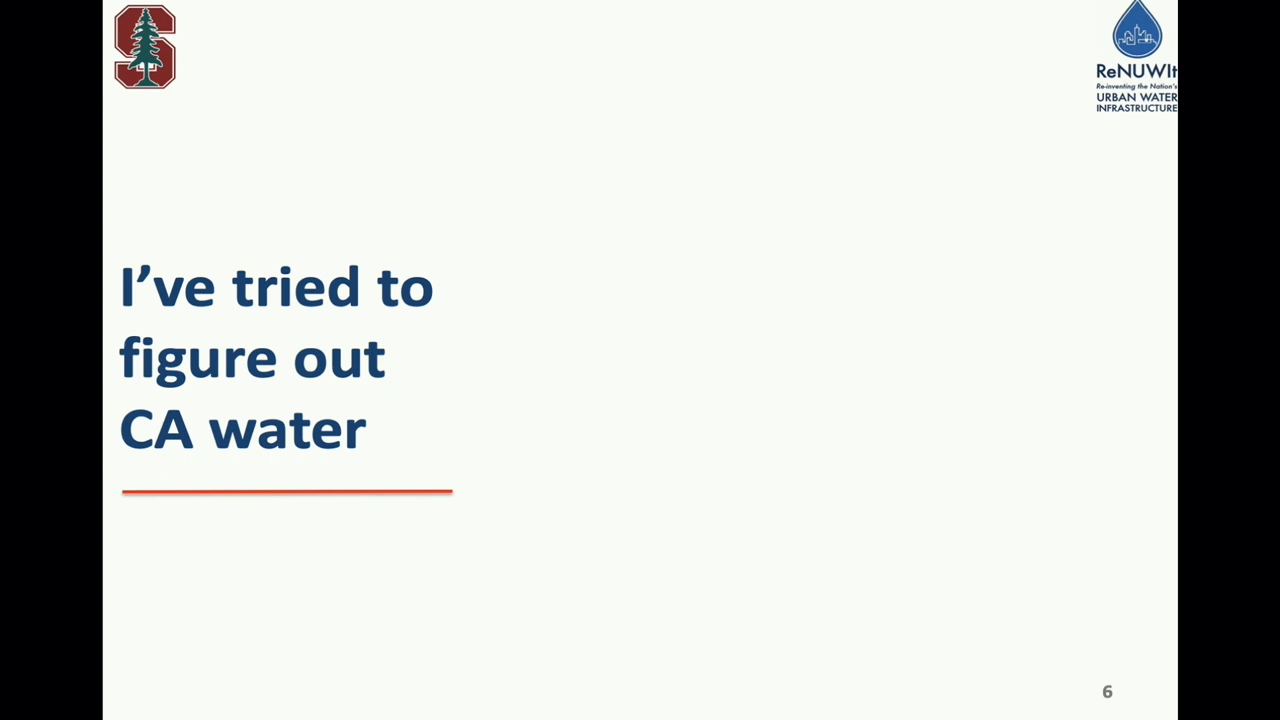 S
ReNUWIt
Re-inventing the Nation's
URBAN WATER
INFRASTRUCTURE
I've tried to
figure out
CA water
6